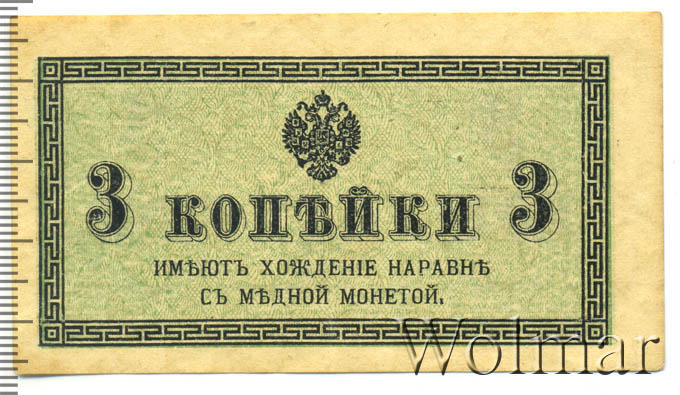 3 КОПѢЙКИ 3
ИМѢЮТЪ ХОЖДЕНІЕ НАРАВНѢ
СЪ МѢДНОЙ МОНЕТОЙ.
Wolmar